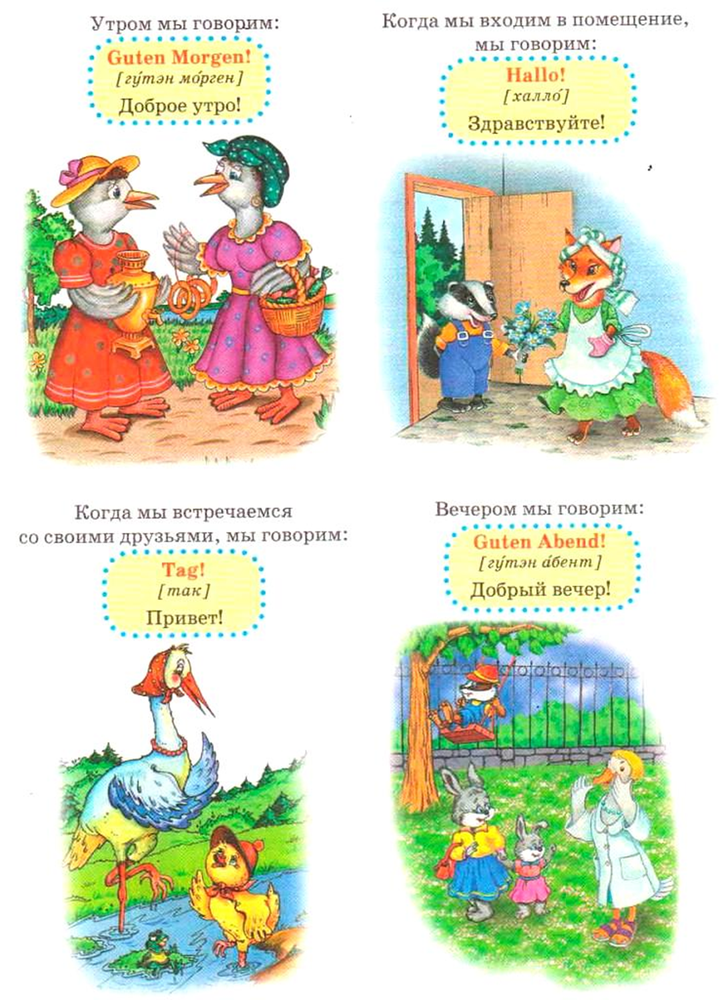 Утром мы говорим:
Guten Morgen!
[гу́тэн мо́рген]
Доброе утро!
Когда мы входим в помещение,
мы говорим:
Hallo!
[халло́]
Здравствуйте!
Когда мы встречаемся
со своими друзьями, мы говорим:
Tag!
[так]
Привет!
Вечером мы говорим:
Guten Abend!
[гу́тэн а́бент]
Добрый вечер!